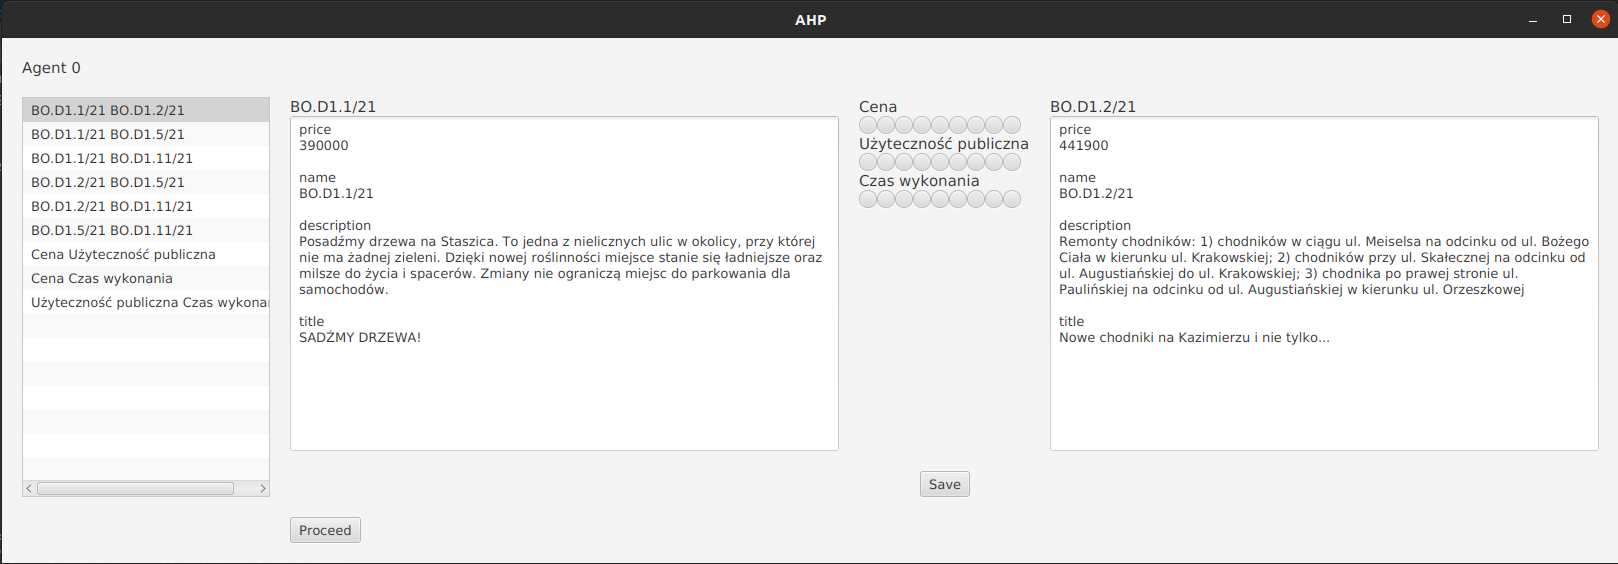 AHP
Agent 0
BO.D1.1/21 BO.D1.2/21
BO.D1.1/21 BO.D1.5/21
BO.D1.1/21 BO.D1.11/21
BO.D1.2/21 BO.D1.5/21
BO.D1.2/21 BO.D1.11/21
BO.D1.5/21 BO.D1.11/21
Cena Użyteczność publiczna
Cena Czas wykonania
Użyteczność publiczna Czas wykona
BO.D1.1/21
price
390000
name
BO.D1.1/21
description
Posadźmy drzewa na Staszica. To jedna z nielicznych ulic w okolicy, przy której
nie ma żadnej zieleni. Dzięki nowej roślinności miejsce stanie się ładniejsze oraz
milsze do życia i spacerów. Zmiany nie ograniczą miejsc do parkowania dla
samochodów.
title
SADŹMY DRZEWA!
Cena
Użyteczność publiczna
Czas wykonania
BO.D1.2/21
price
441900
name
BO.D1.2/21
description
Remonty chodników: 1) chodników w ciągu ul. Meiselsa na odcinku od ul. Bożego
Ciała w kierunku ul. Krakowskiej; 2) chodników przy ul. Skałecznej na odcinku od
ul. Augustiańskiej do ul. Krakowskiej; 3) chodnika po prawej stronie ul.
Paulińskiej na odcinku od ul. Augustiańskiej w kierunku ul. Orzeszkowej
title
Nowe chodniki na Kazimierzu i nie tylko...
Save
Proceed